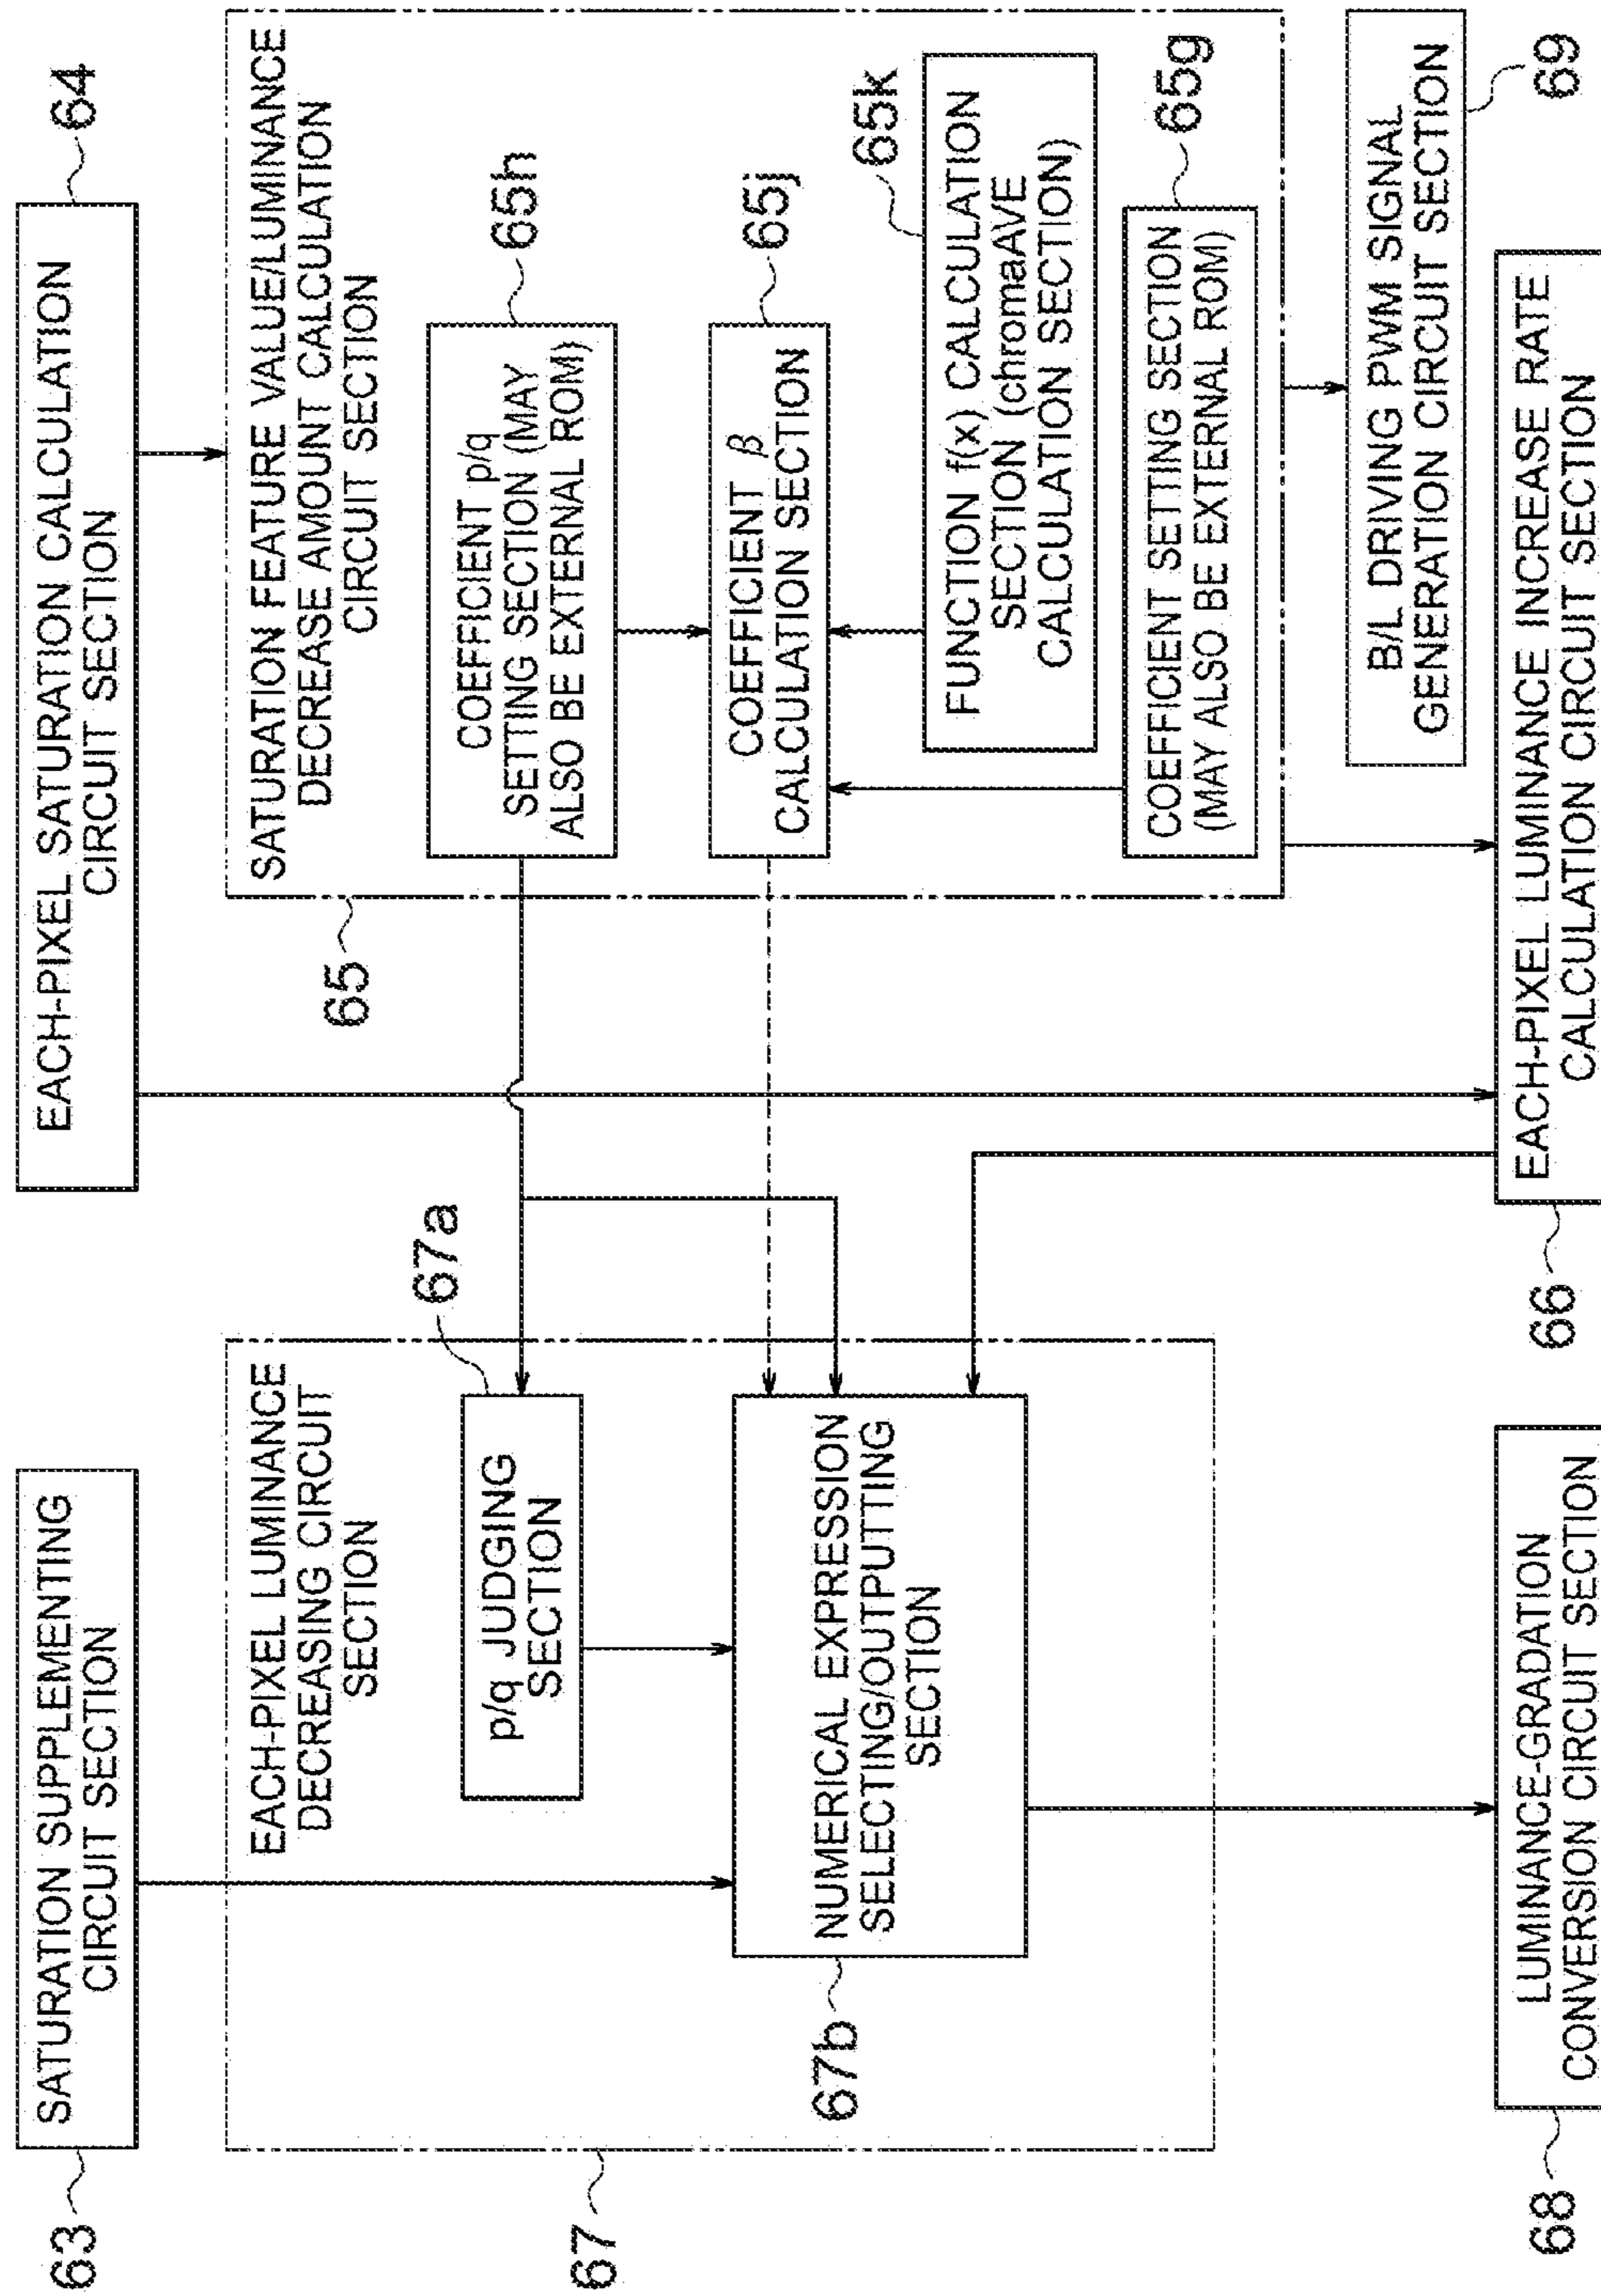 63
SATURATION SUPPLEMENTING
CIRCUIT SECTION
EACH-PIXEL SATURATION CALCULATION
CIRCUIT SECTION
64
67
EACH-PIXEL LUMINANCE
DECREASING CIRCUIT
SECTION
67a
p/q JUDGING
SECTION
67b
NUMERICAL EXPRESSION
SELECTING/OUTPUTTING
SECTION
65
SATURATION FEATURE VALUE/LUMINANCE
DECREASE AMOUNT CALCULATION
CIRCUIT SECTION
COEFFICIENT p/q
SETTING SECTION (MAY
ALSO BE EXTERNAL ROM)
65h
COEFFICIENT β
CALCULATION SECTION
65j
FUNCTION f(x) CALCULATION
SECTION (chromaAVE
CALCULATION SECTION)
65k
COEFFICIENT SETTING SECTION
(MAY ALSO BE EXTERNAL ROM)
65g
B/L DRIVING PWM SIGNAL
GENERATION CIRCUIT SECTION
69
68
LUMINANCE-GRADATION
CONVERSION CIRCUIT SECTION
66
EACH-PIXEL LUMINANCE INCREASE RATE
CALCULATION CIRCUIT SECTION